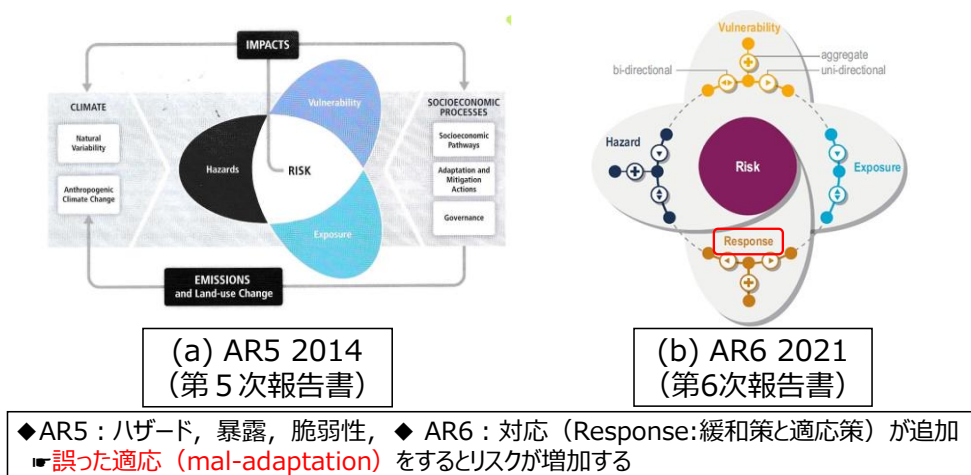 IMPACTS
CLIMATE
Natural
Variability
Anthropogenic
Climate Change
Vulnerability
Hazards
RISK
Exposure
SOCIOECONOMIC
PROCESSES
Socioeconomic
Pathways
Adaptation and
Mitigation
Actions
Governance
EMISSIONS
and Land-use Change
Vulnerability
aggregate
bi-directional
uni-directional
Hazard
Risk
Exposure
Response
(a) AR5 2014
（第５次報告書）
(b) AR6 2021
（第6次報告書）
◆AR5：ハザード，暴露，脆弱性，◆ AR6：対応（Response:緩和策と適応策）が追加
☛誤った適応（mal-adaptation）をするとリスクが増加する